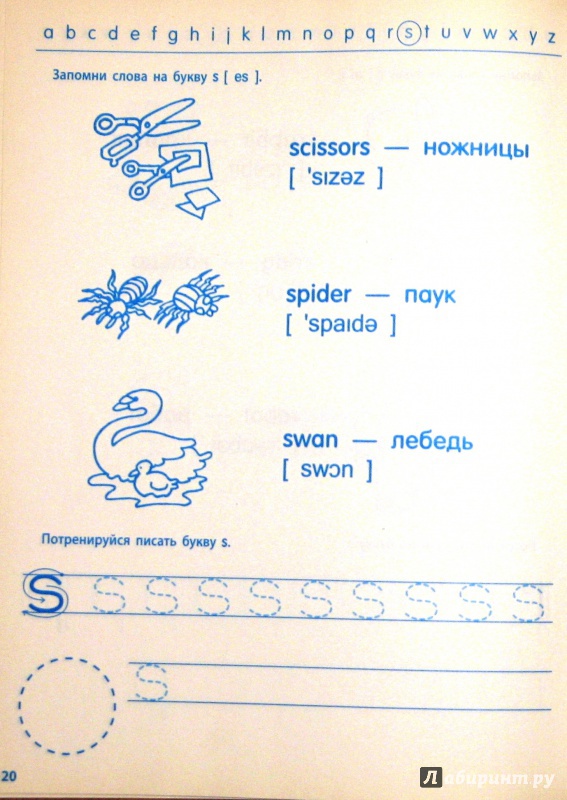 a b c d e f g h i j k l m n o p q r s t u v w x y z
Запомни слова на букву s [ es ].
scissors — ножницы
[ 'sɪzəz ]
spider — паук
[ 'spaɪdə ]
swan — лебедь
[ swɔn ]
Потренируйся писать букву s.
s s s s s s s s s s
s
20
Лабиринт.ру